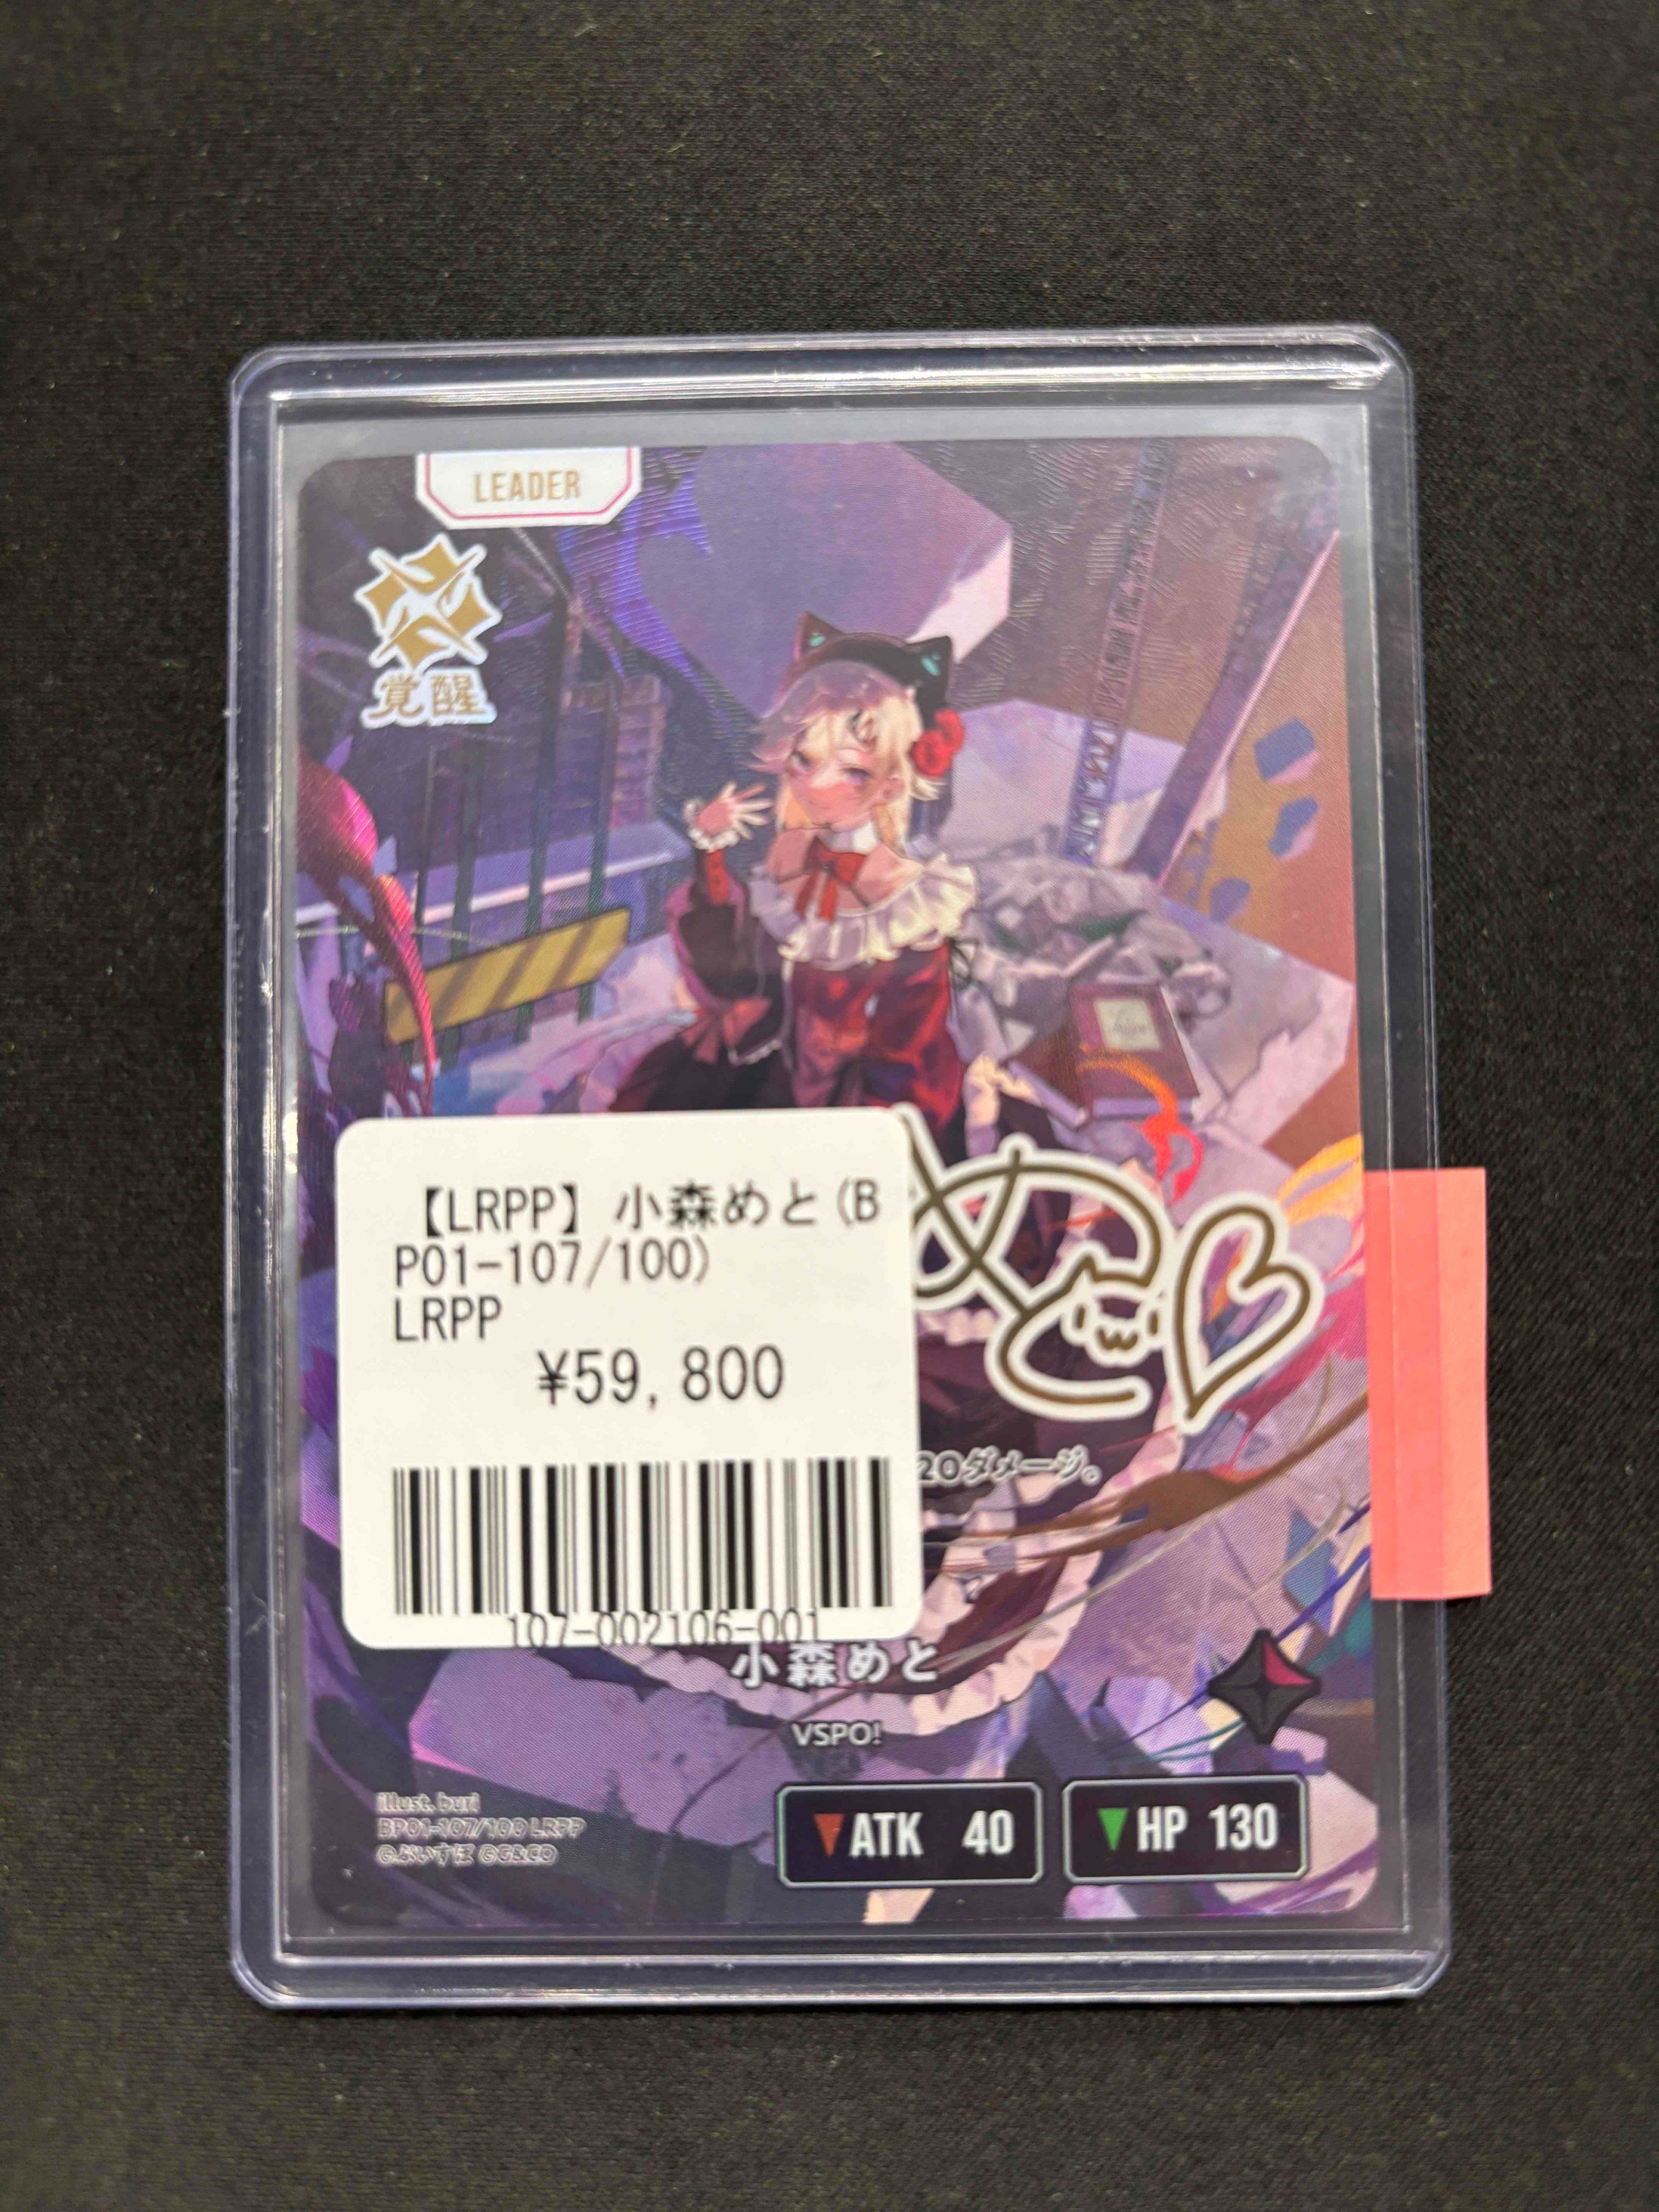 LEADER
覚醒
【LRPP】小森めと(B
P01-107/100)
LRPP
¥59,800
107-002106-001
20ダメージ。
小森めと
VSPO!
illust. buri
BP01-107/100 LRPP
ATK 40
HP 130